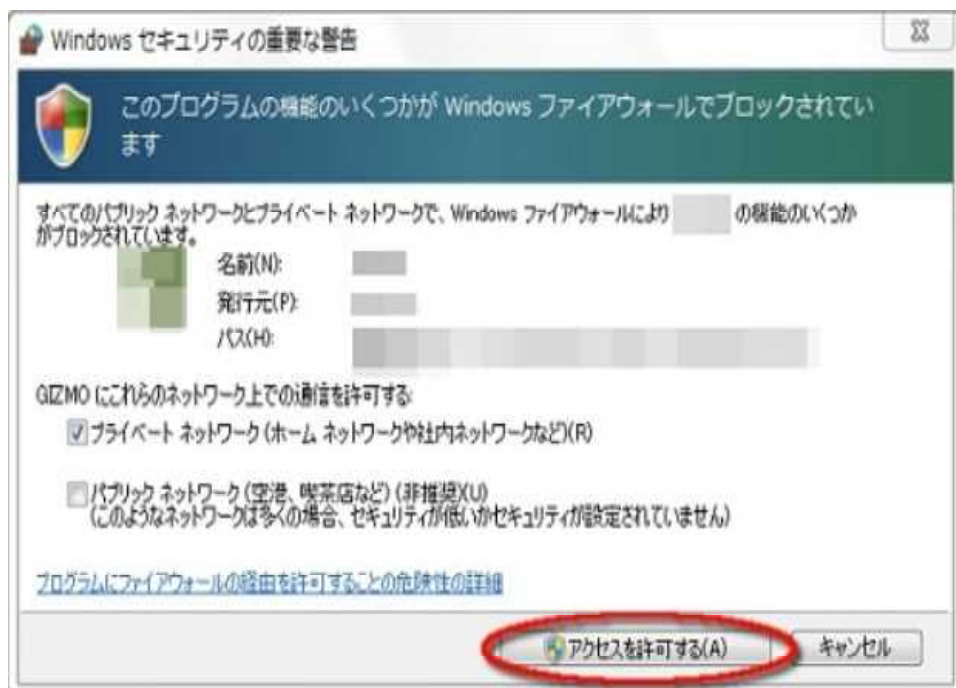 Windows セキュリティの重要な警告
このプログラムの機能のいくつかが Windows ファイアウォールでブロックされてい
ます
すべてのパブリック ネットワークとプライベート ネットワークで、Windows ファイアウォールにより の機能のいくつか
がブロックされています。
名前(N):
発行元(P):
パス(H):
GIZMO にこれらのネットワーク上での通信を許可する:
プライベート ネットワーク (ホーム ネットワークや社内ネットワークなど)(R)
パブリック ネットワーク (空港、喫茶店など) (非推奨)(U)
(このようなネットワークは多くの場合、セキュリティが低いかセキュリティが設定されていません)
プログラムにファイアウォールの経由を許可することの危険性の詳細
アクセスを許可する(A) キャンセル